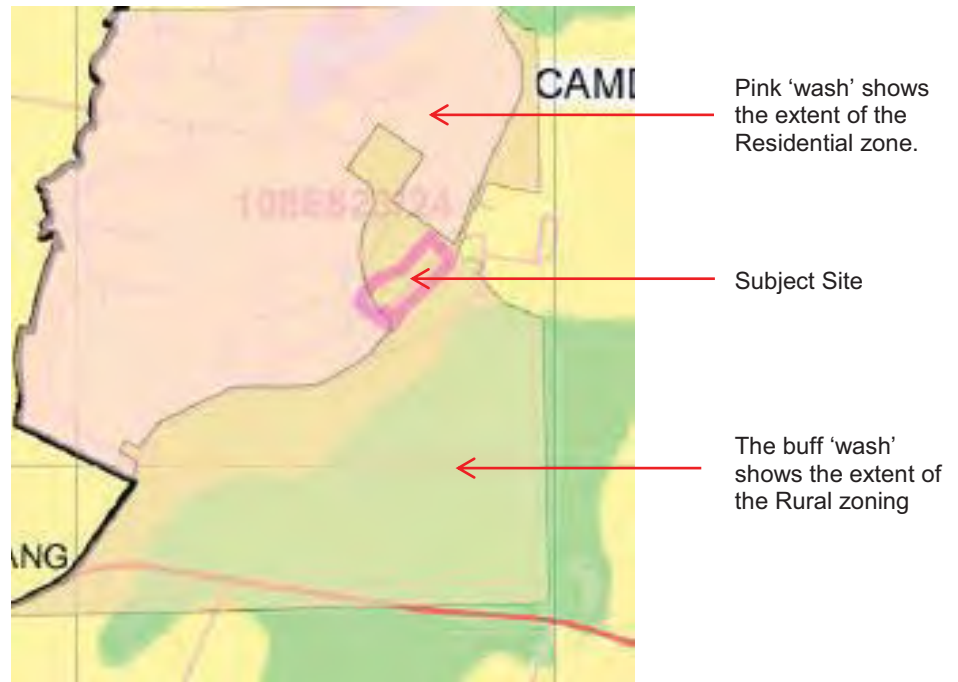 CAMD
Pink ‘wash’ shows
the extent of the
Residential zone.
Subject Site
The buff ‘wash’
shows the extent of
the Rural zoning
ANG